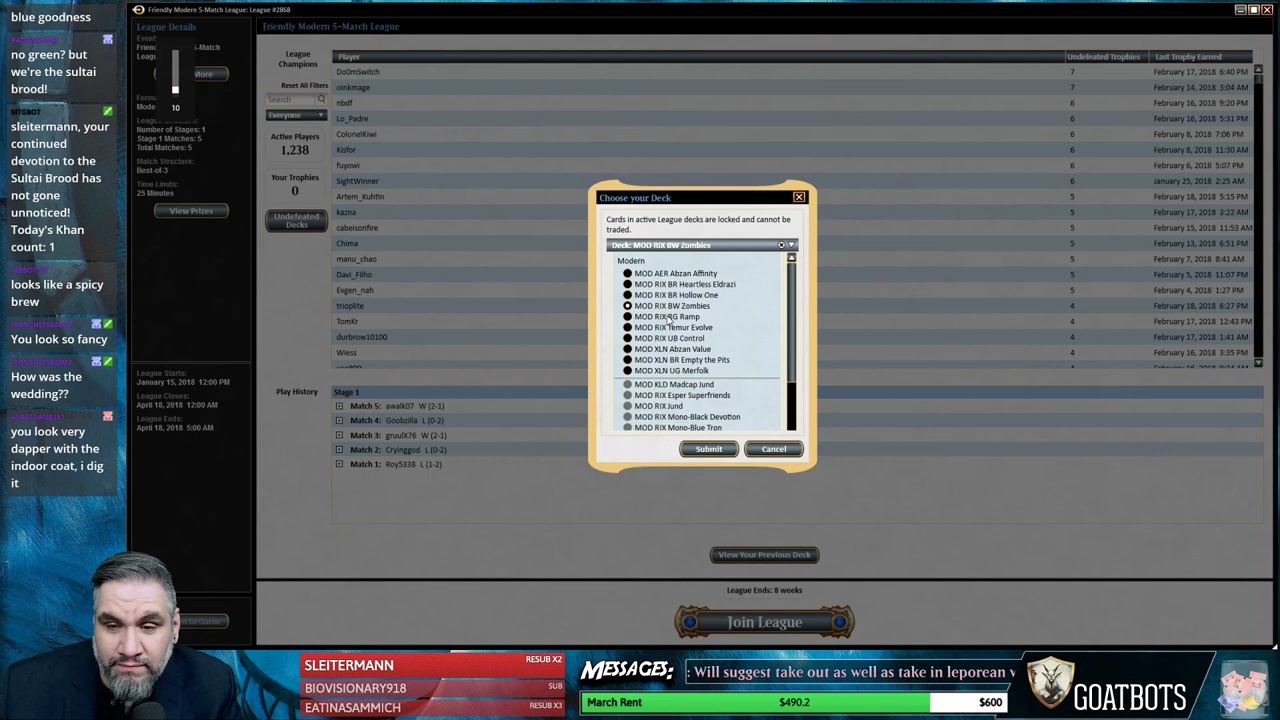 blue goodness
no green? but
we're the sultai
brood!
MTGBOT
sleitermann, your
continued
devotion to the
Sultai Brood has
not gone
unnoticed!
Today's Khan
count: 1
looks like a spicy
brew
IRONCHEFSAMMY
You look so fancy
IRONCHEFSAMMY
How was the
wedding??
you look very
dapper with the
indoor coat, i dig
it
Friendly Modern 5-Match League: League #2868
League Details
Event
Frien 5-Match
Leagu
More
10
Form
Mode
Number of Stages: 1
Stage 1 Matches: 5
Total Matches: 5
Match Structure:
Best-of-3
Time Limits:
25 Minutes
View Prizes
League Starts:
January 15, 2018 12:00 PM
League Closes:
April 18, 2018 12:00 AM
League Ends:
April 18, 2018 5:00 AM
Friendly Modern 5-Match League
League
Champions
Reset All Filters
Search
Everyone
Active Players
1,238
Your Trophies
0
Undefeated
Decks
Player Undefeated Trophies Last Trophy Earned
Do0mSwitch 7 February 17, 2018 6:40 PM
oinkmage 7 February 14, 2018 3:04 AM
nbdf 6 February 16, 2018 9:20 PM
Lo_Padre 6 February 16, 2018 5:31 PM
ColonelKiwi 6 February 8, 2018 7:06 PM
Kisfor 6 February 8, 2018 11:30 AM
fuyowi 6 February 6, 2018 5:07 PM
SightWinner 6 January 25, 2018 2:25 AM
Artem_Kuhtin 5 February 18, 2018 5:15 PM
kazna 5 February 17, 2018 3:22 PM
cabeisonfire 5 February 15, 2018 11:53 AM
Chima 5 February 13, 2018 6:51 AM
manu_chao 5 February 7, 2018 8:41 AM
Davi_Filho 5 February 5, 2018 11:07 PM
Evgen_nah 5 February 4, 2018 1:27 PM
trioplite 4 February 18, 2018 6:27 PM
TomKr 4 February 17, 2018 12:43 PM
durbrow10100 4 February 17, 2018 1:41 AM
Wiess 4 February 16, 2018 3:35 PM
Choose your Deck
Cards in active League decks are locked and cannot be
traded.
Deck: MOD RIX BW Zombies
Modern
MOD AER Abzan Affinity
MOD RIX BR Heartless Eldrazi
MOD RIX BR Hollow One
MOD RIX BW Zombies
MOD RIX RG Ramp
MOD RIX Temur Evolve
MOD RIX UB Control
MOD XLN Abzan Value
MOD XLN BR Empty the Pits
MOD XLN UG Merfolk
MOD KLD Madcap Jund
MOD RIX Esper Superfriends
MOD RIX Jund
MOD RIX Mono-Black Devotion
MOD RIX Mono-Blue Tron
Submit Cancel
Play History
Stage 1
Match 5: awalk07 W (2-1)
Match 4: Goobzilla L (0-2)
Match 3: gruulX76 W (2-1)
Match 2: Cryinggod L (0-2)
Match 1: Roy5338 L (1-2)
View Your Previous Deck
League Ends: 8 weeks
Join League
SLEITERMANN RESUB X2
BIOVISIONARY918 SUB
EATINASAMMICH RESUB X3
MESSAGES:
: Will suggest take out as well as take in leporean
March Rent $490.2 $600
GOATBOTS